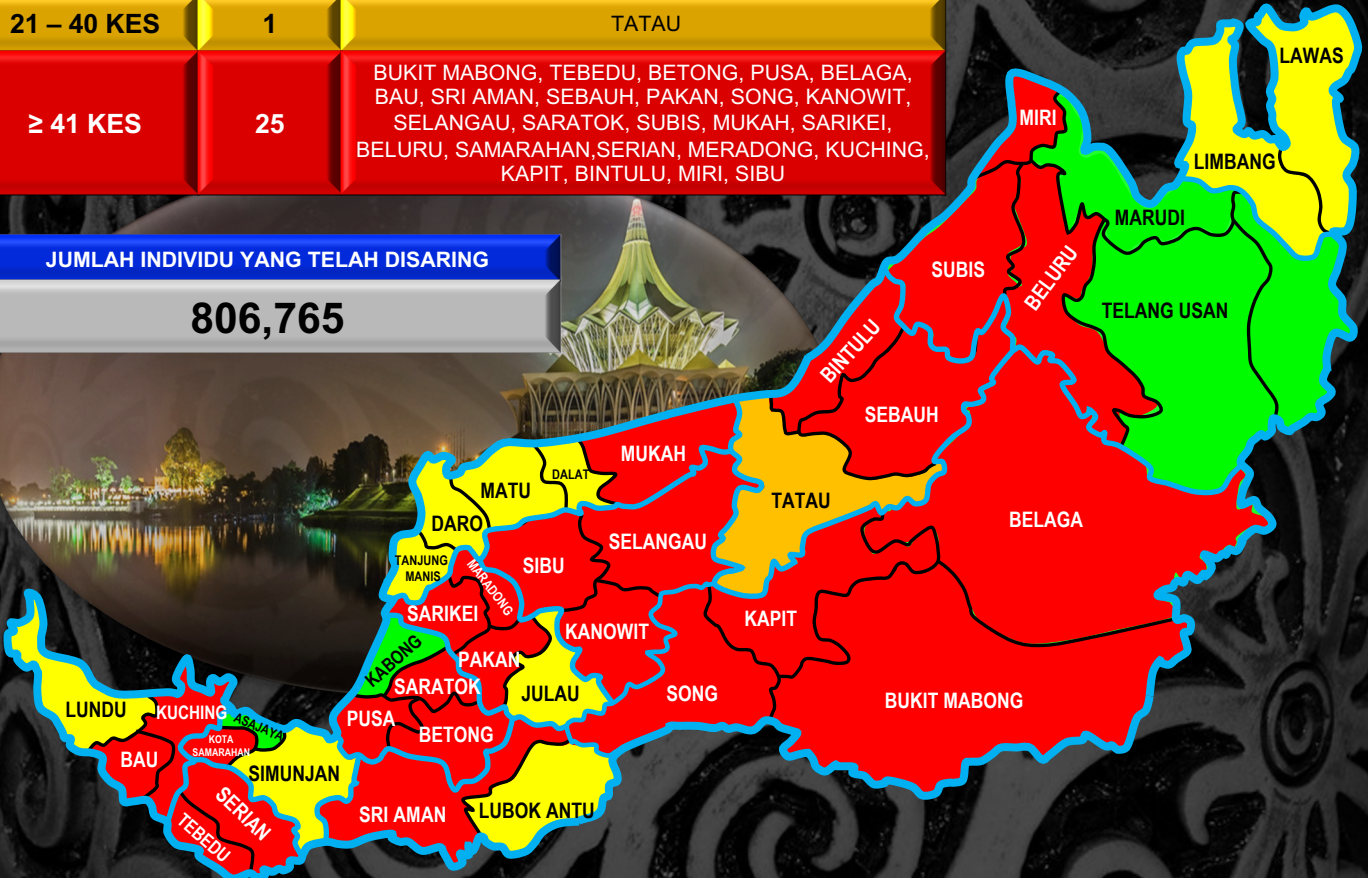 21 – 40 KES
1
TATAU
≥ 41 KES
25
BUKIT MABONG, TEBEDU, BETONG, PUSA, BELAGA,
BAU, SRI AMAN, SEBAUH, PAKAN, SONG, KANOWIT,
SELANGAU, SARATOK, SUBIS, MUKAH, SARIKEI,
BELURU, SAMARAHAN,SERIAN, MERADONG, KUCHING,
KAPIT, BINTULU, MIRI, SIBU
JUMLAH INDIVIDU YANG TELAH DISARING
806,765
LAWAS
MIRI
LIMBANG
MARUDI
SUBIS
BELURU
TELANG USAN
BINTULU
SEBAUH
MUKAH
DALAT
MATU
TATAU
DARO
BELAGA
SELANGAU
TANJUNG
MANIS
MARADONG
SIBU
SARIKEI
KAPIT
KANOWIT
KABONG
PAKAN
SARATOK
JULAU
SONG
BUKIT MABONG
LUNDU
KUCHING
ASAJAYA
PUSA
BETONG
KOTA
SAMARAHAN
BAU
SIMUNJAN
SERIAN
TEBEDU
SRI AMAN
LUBOK ANTU